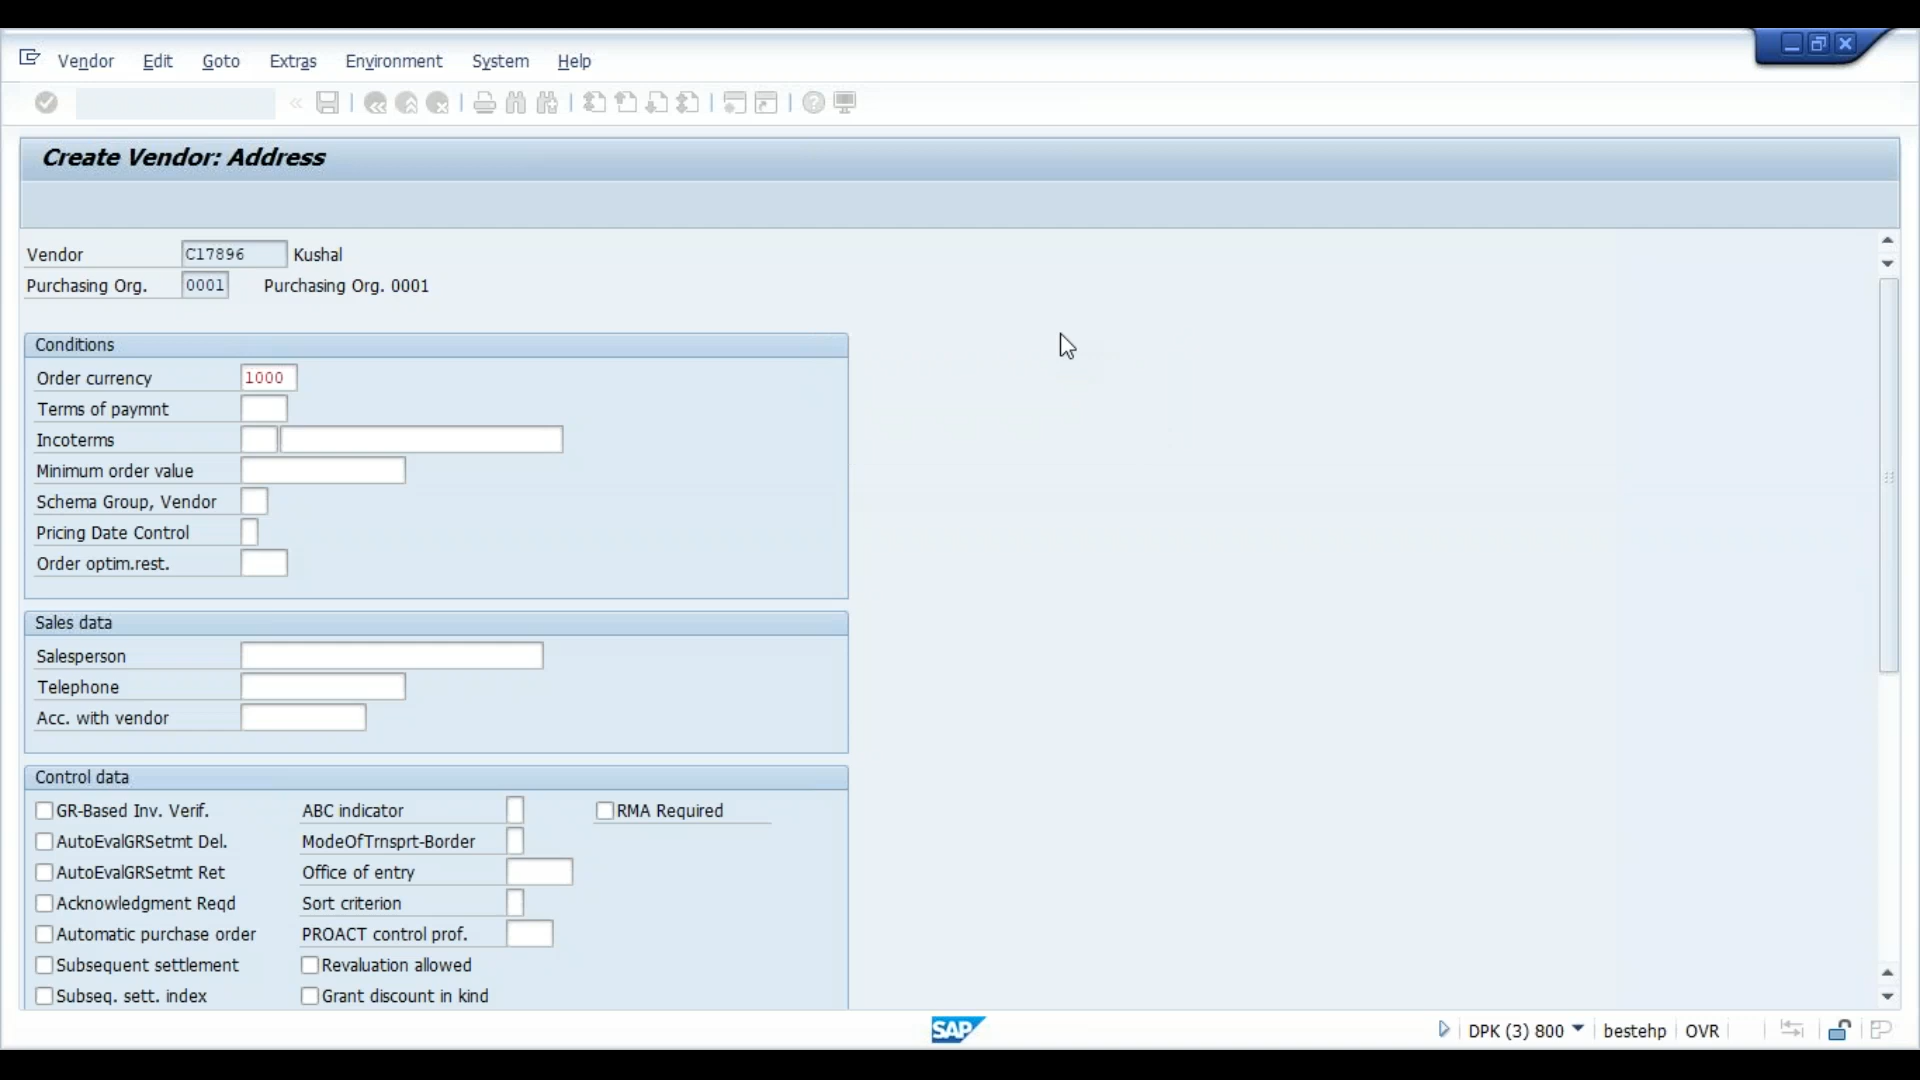 Vendor Edit Goto Extras Environment System Help
Create Vendor: Address
Vendor C17896 Kushal
Purchasing Org. 0001 Purchasing Org. 0001
Conditions
Order currency 1000
Terms of paymnt
Incoterms
Minimum order value
Schema Group, Vendor
Pricing Date Control
Order optim.rest.
Sales data
Salesperson
Telephone
Acc. with vendor
Control data
GR-Based Inv. Verif. ABC indicator RMA Required
AutoEvalGRSetmt Del. ModeOfTrnsprt-Border
AutoEvalGRSetmt Ret Office of entry
Acknowledgment Reqd Sort criterion
Automatic purchase order PROACT control prof.
Subsequent settlement Revaluation allowed
Subseq. sett. index Grant discount in kind
SAP DPK (3) 800 bestehp OVR